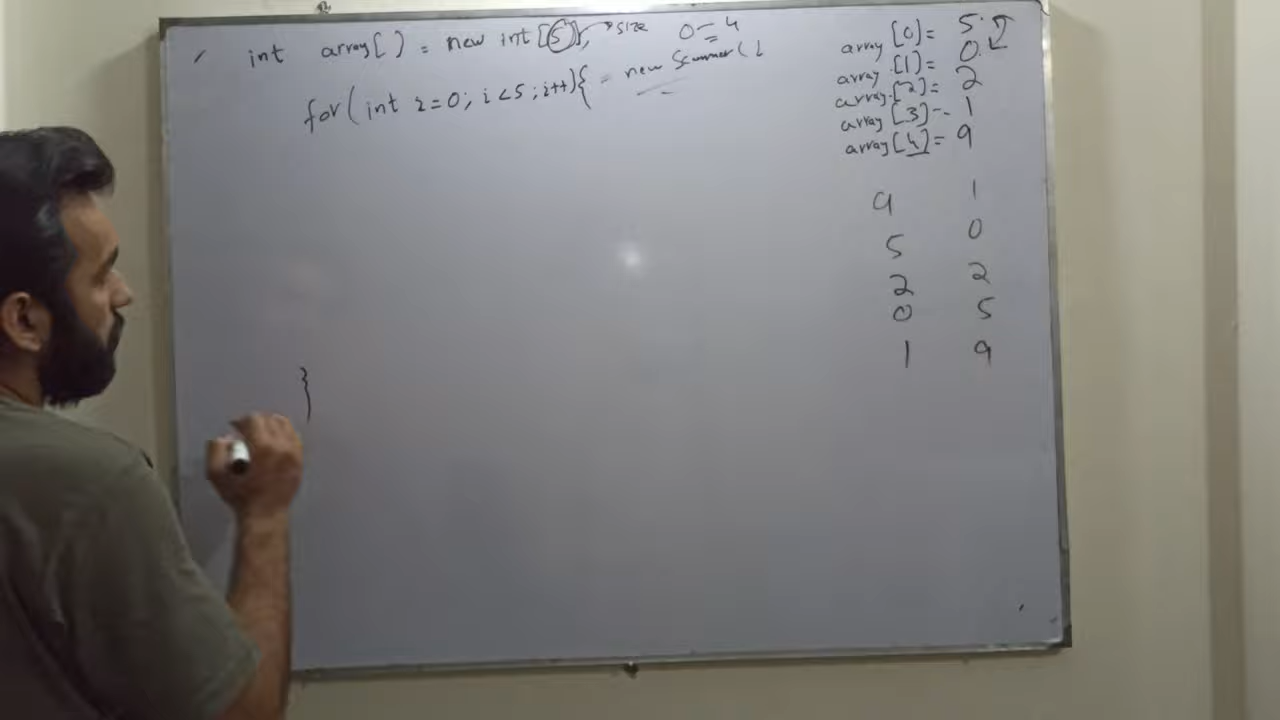 int array[ ] = new int[5]; size 0-4
for(int i=0; i<5; i++){ = new Scanner(
}
array [0]= 5
array [1]= 0
array [2]= 2
array [3]= 1
array [4]= 9
9 1
5 0
2 2
0 5
1 9